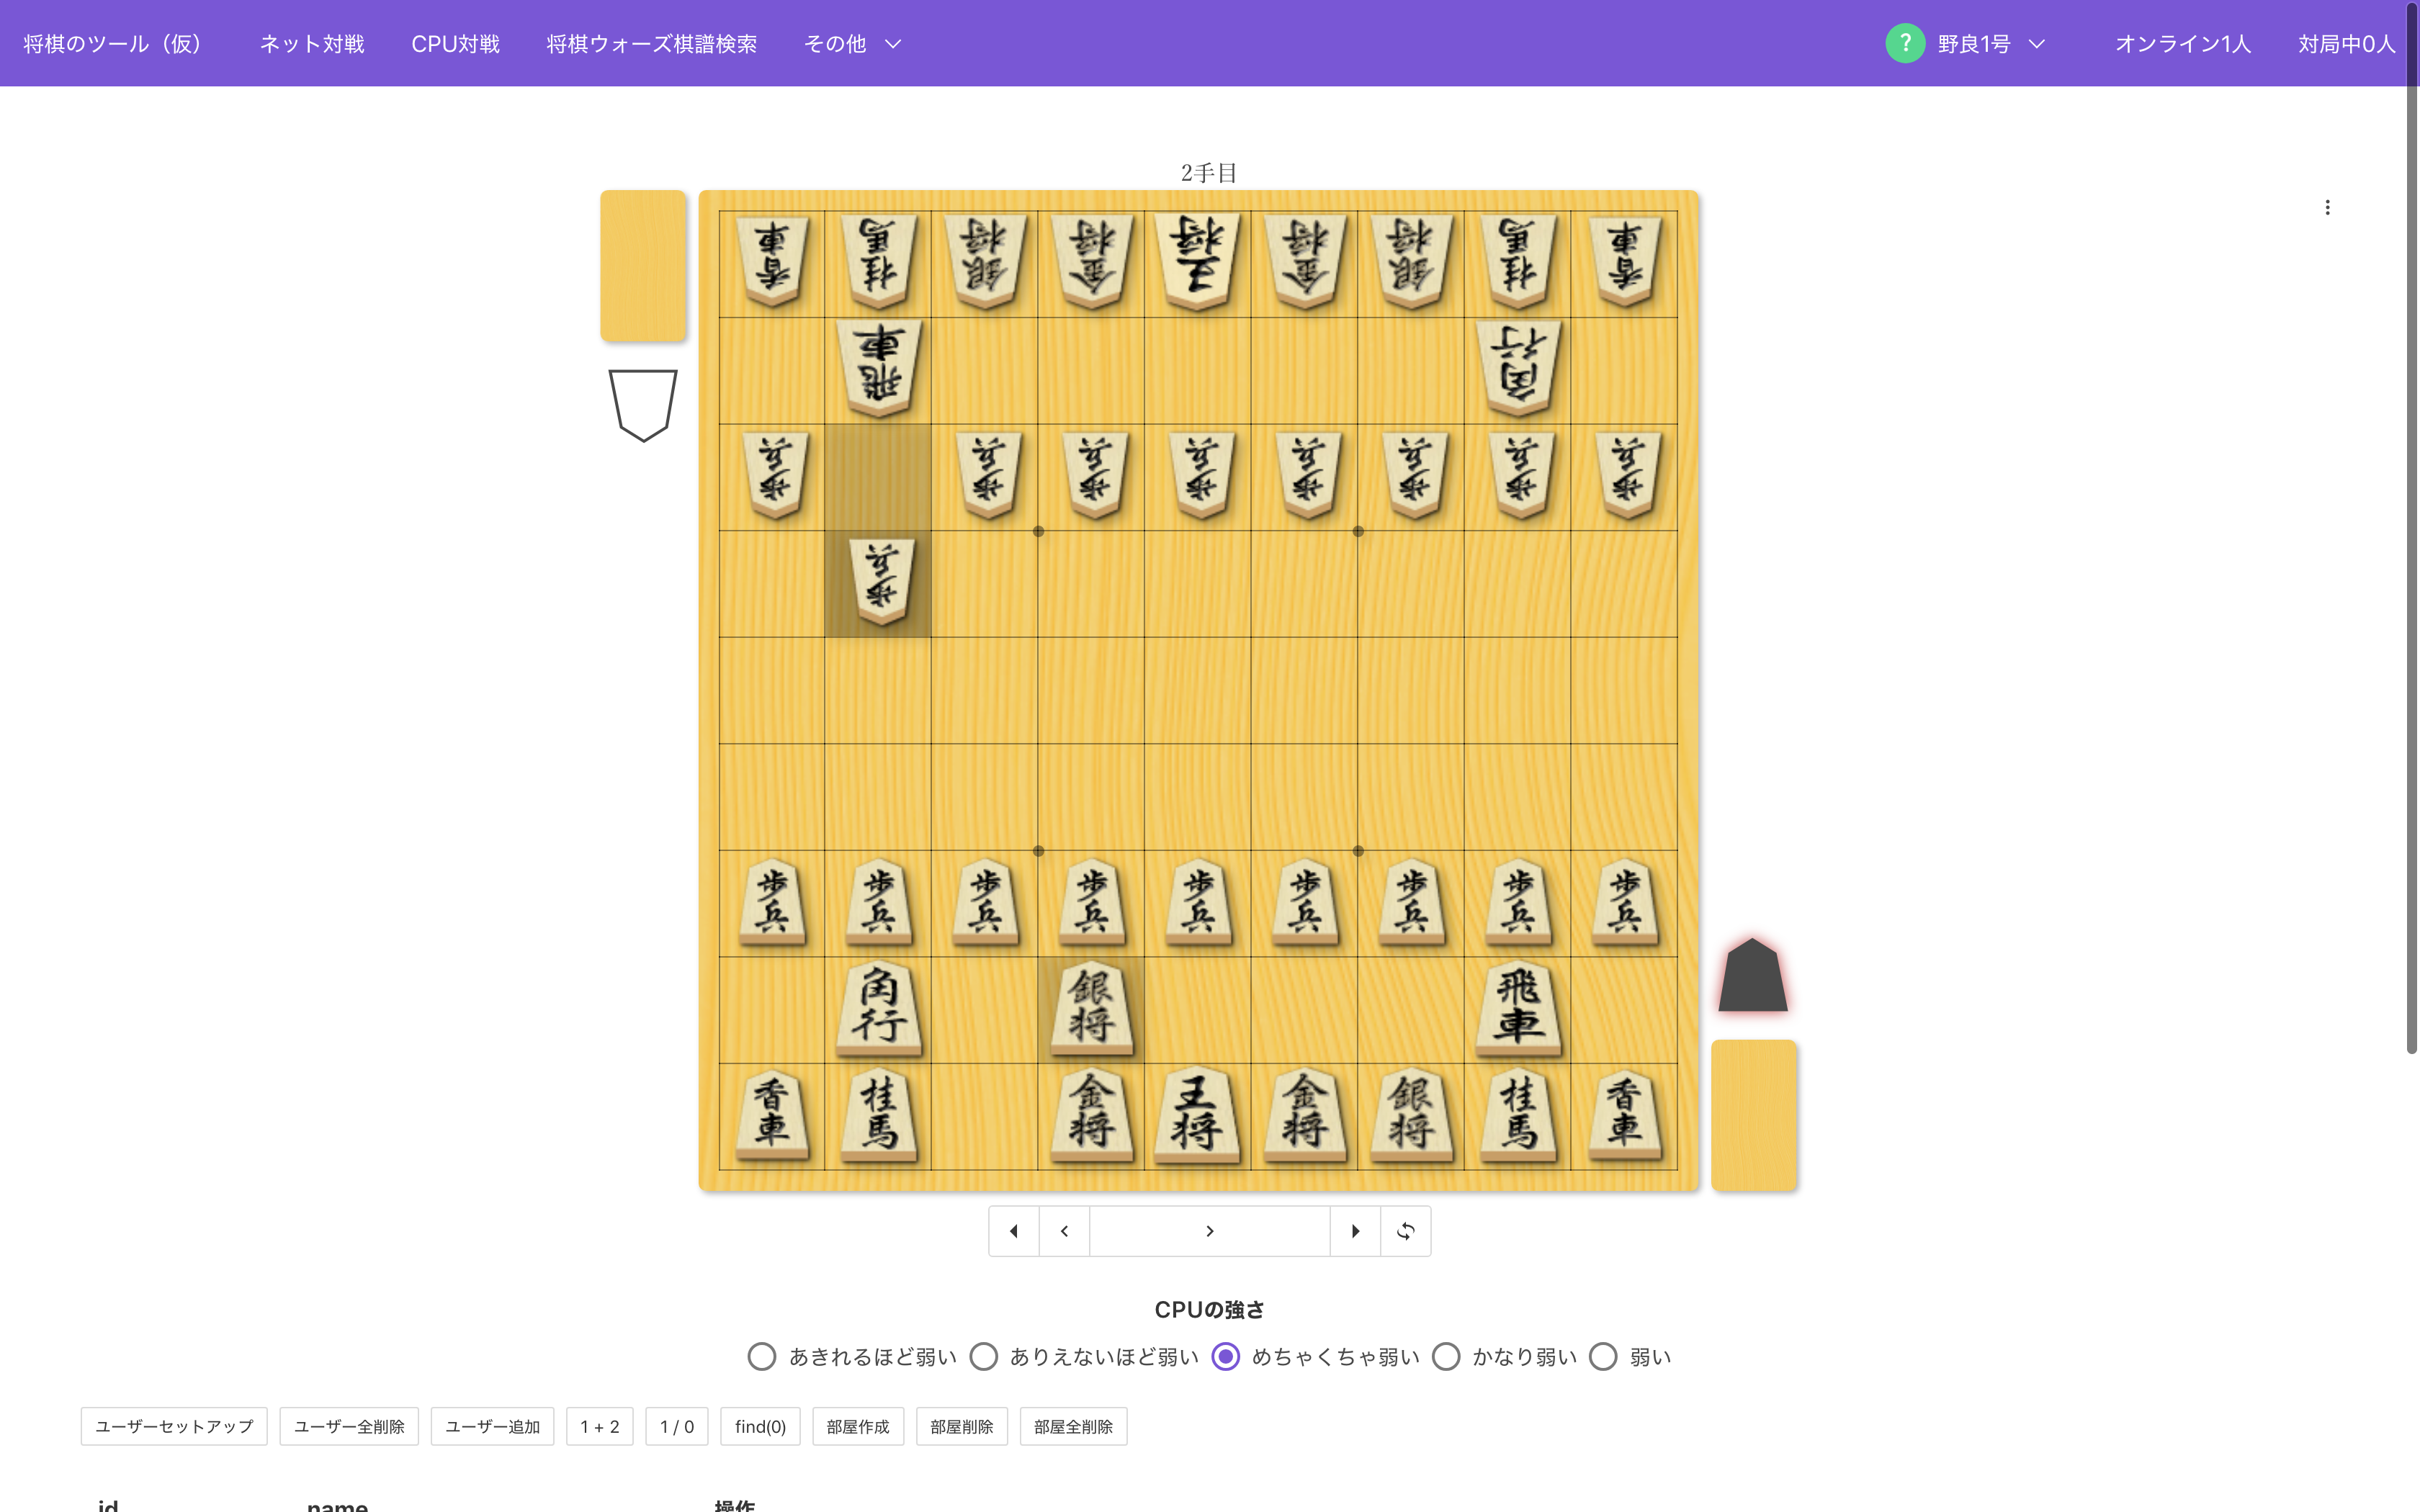 将棋のツール（仮） ネット対戦 CPU対戦 将棋ウォーズ棋譜検索 その他 ? 野良1号 オンライン1人 対局中0人
2手目
香車 桂馬 銀将 金将 王将 金将 銀将 桂馬 香車
飛車 角行
歩兵 歩兵 歩兵 歩兵 歩兵 歩兵 歩兵 歩兵
歩兵
歩兵 歩兵 歩兵 歩兵 歩兵 歩兵 歩兵 歩兵 歩兵
角行 銀将 飛車
香車 桂馬 金将 王将 金将 銀将 桂馬 香車
CPUの強さ
あきれるほど弱い ありえないほど弱い めちゃくちゃ弱い かなり弱い 弱い
ユーザーセットアップ ユーザー全削除 ユーザー追加 1 + 2 1 / 0 find(0) 部屋作成 部屋削除 部屋全削除
id name 操作